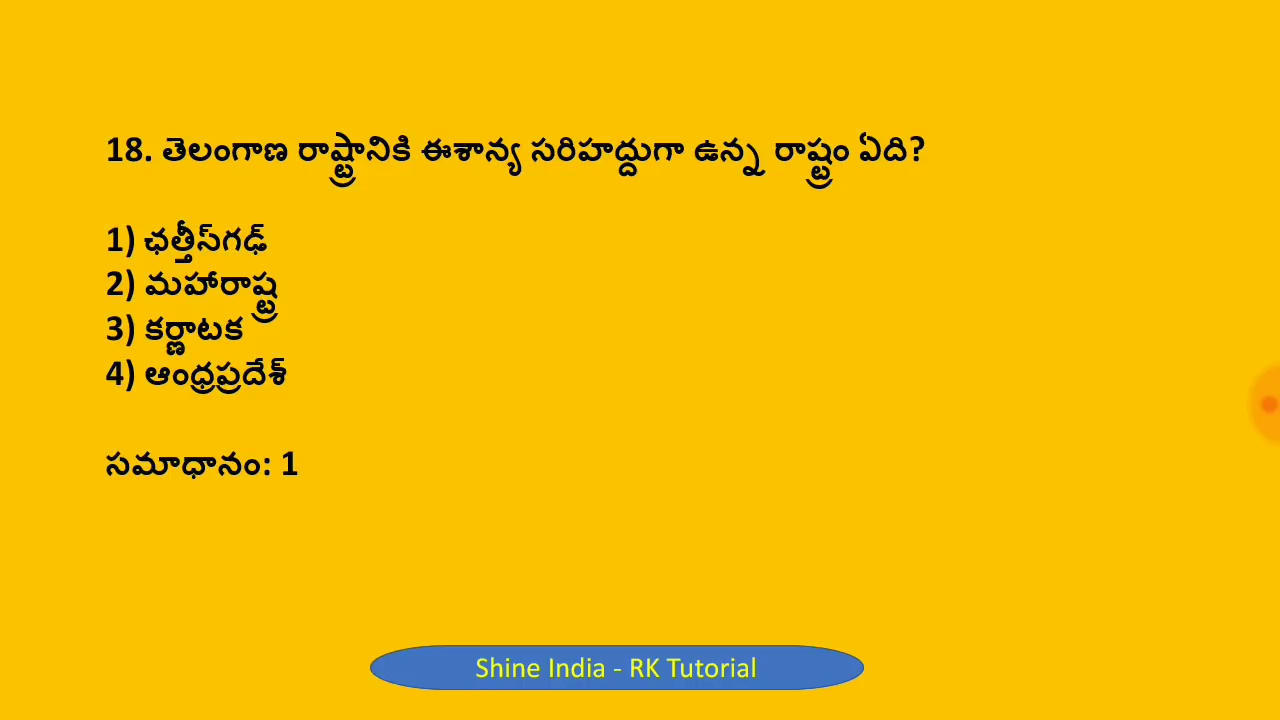 18. తెలంగాణ రాష్ట్రానికి ఈశాన్య సరిహద్దుగా ఉన్న రాష్ట్రం ఏది?
1) ఛత్తీస్‌గఢ్
2) మహారాష్ట్ర
3) కర్ణాటక
4) ఆంధ్రప్రదేశ్
సమాధానం: 1
Shine India - RK Tutorial